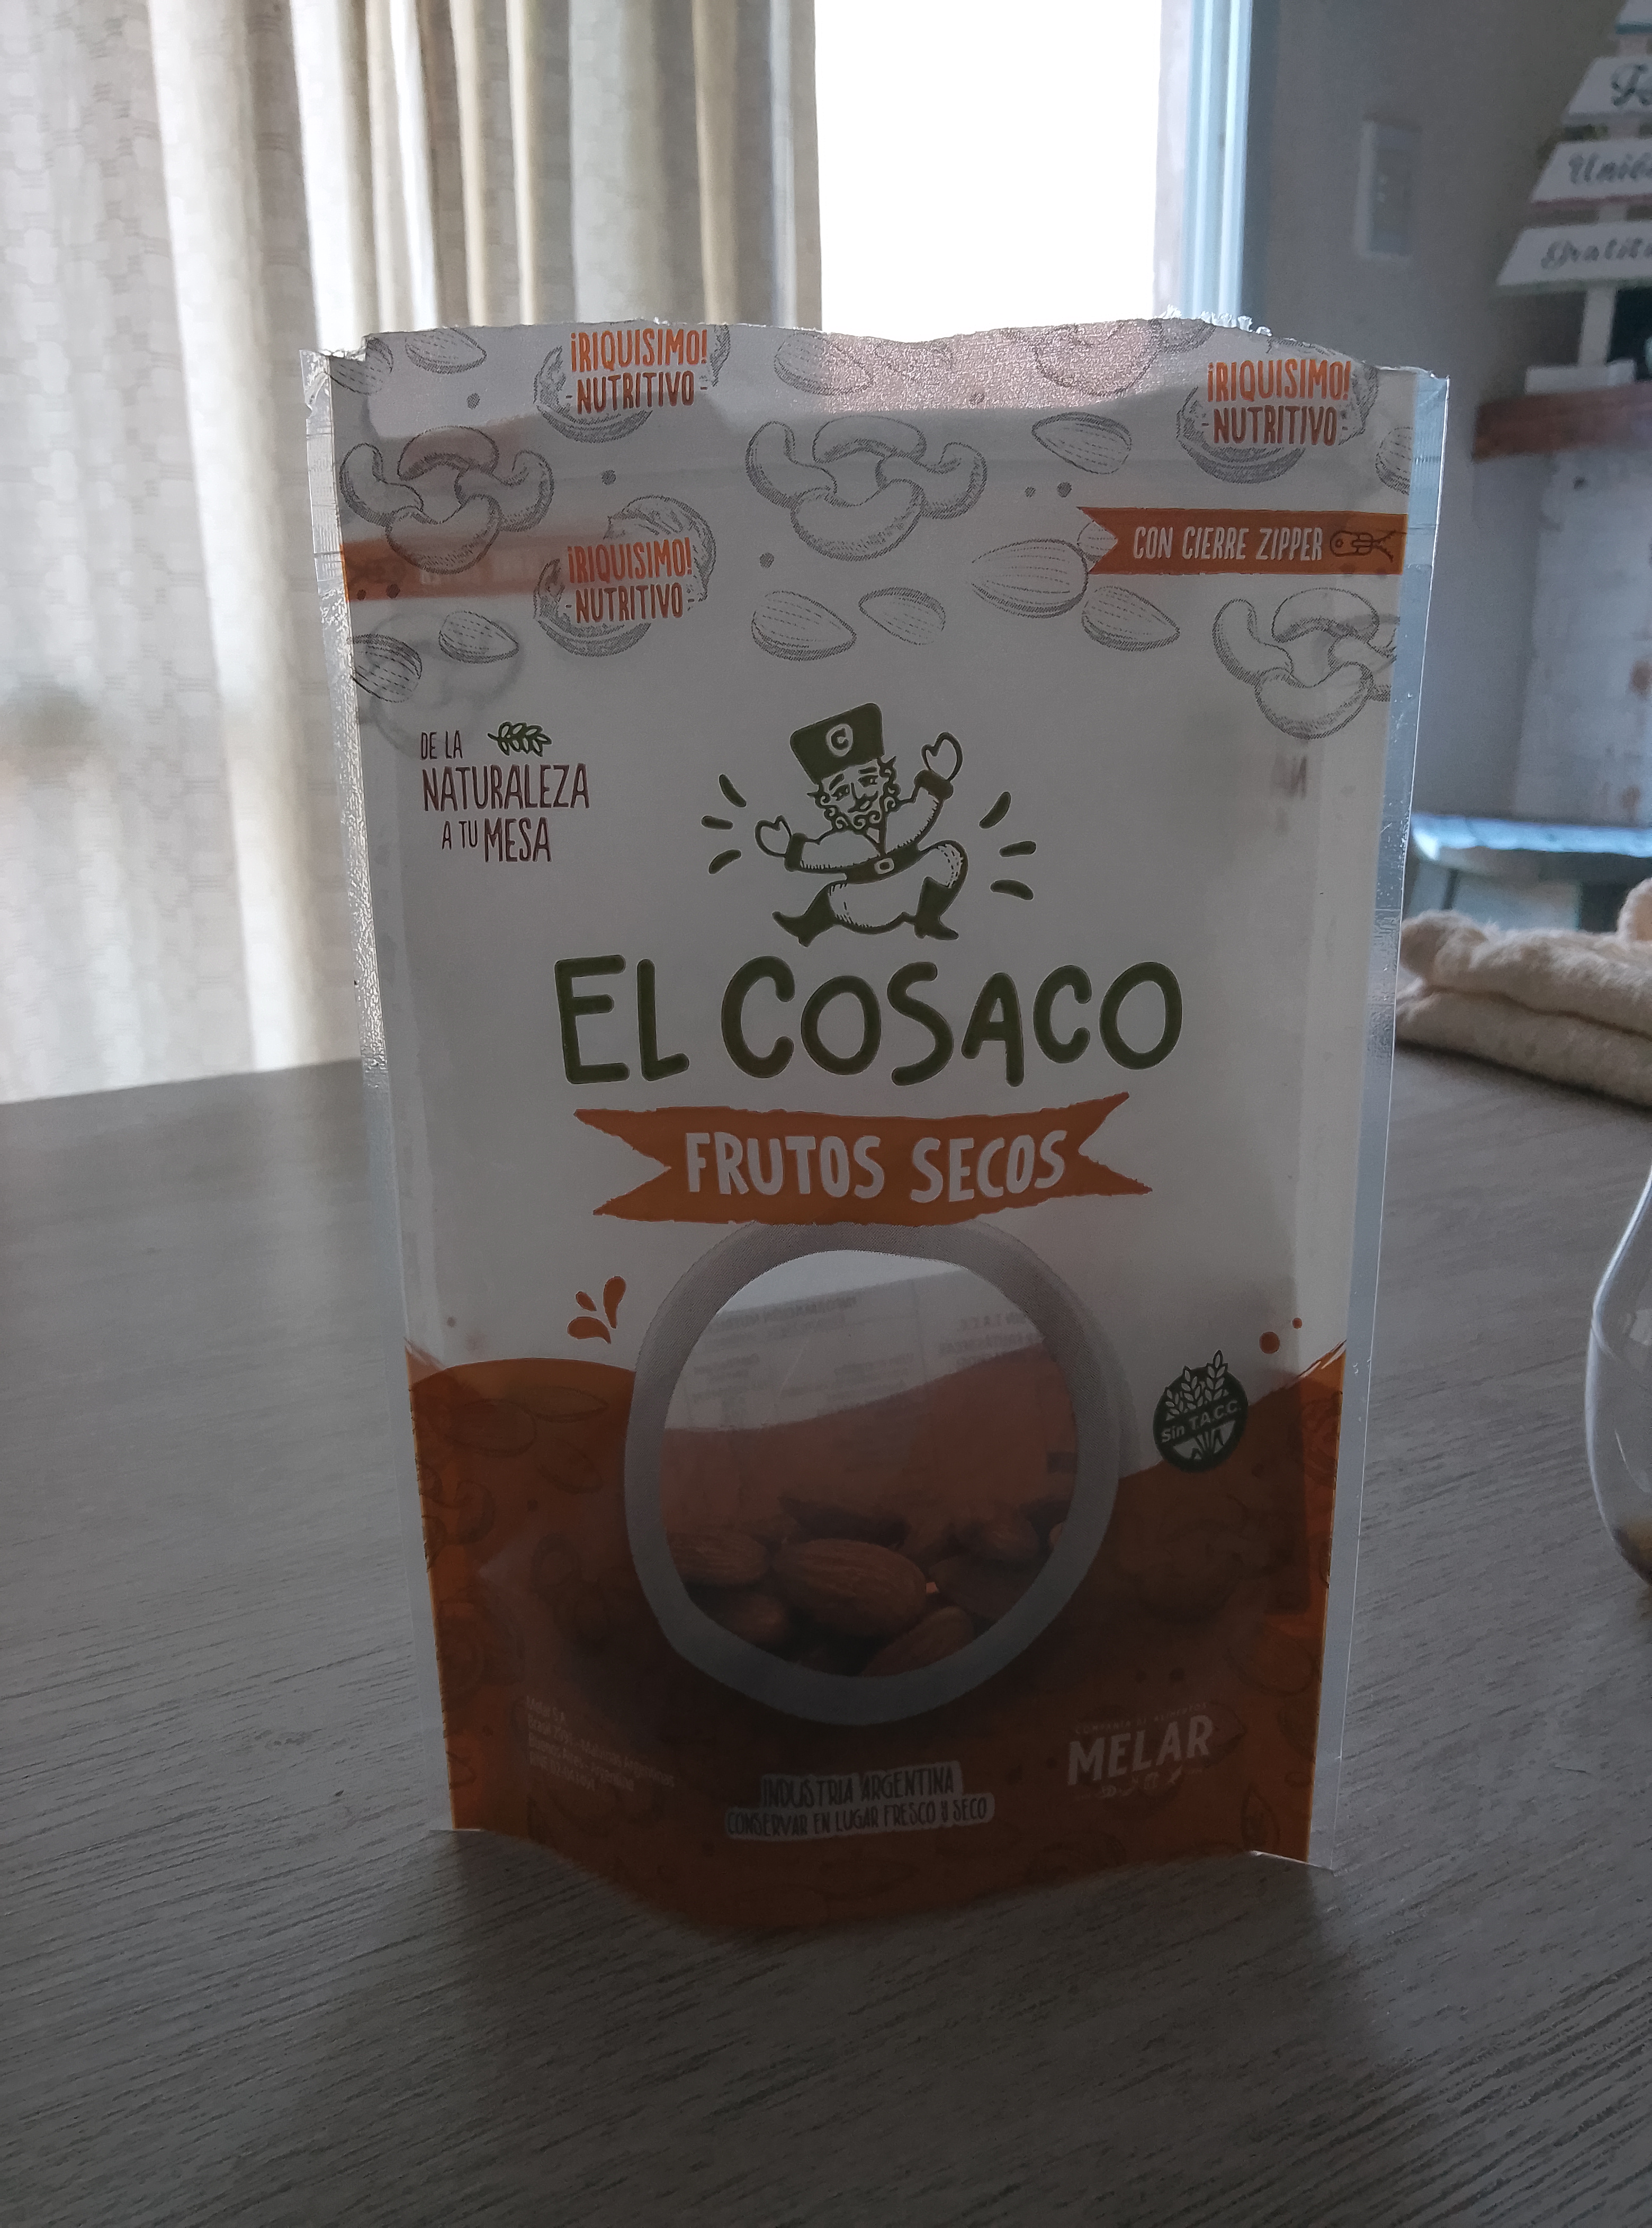 ¡RIQUISIMO!
NUTRITIVO
¡RIQUISIMO!
NUTRITIVO
CON CIERRE ZIPPER
¡RIQUISIMO!
NUTRITIVO
DE LA
NATURALEZA
A TU MESA
C
EL COSACO
FRUTOS SECOS
Sin T.A.C.C.
MELAR
INDUSTRIA ARGENTINA
CONSERVAR EN LUGAR FRESCO Y SECO